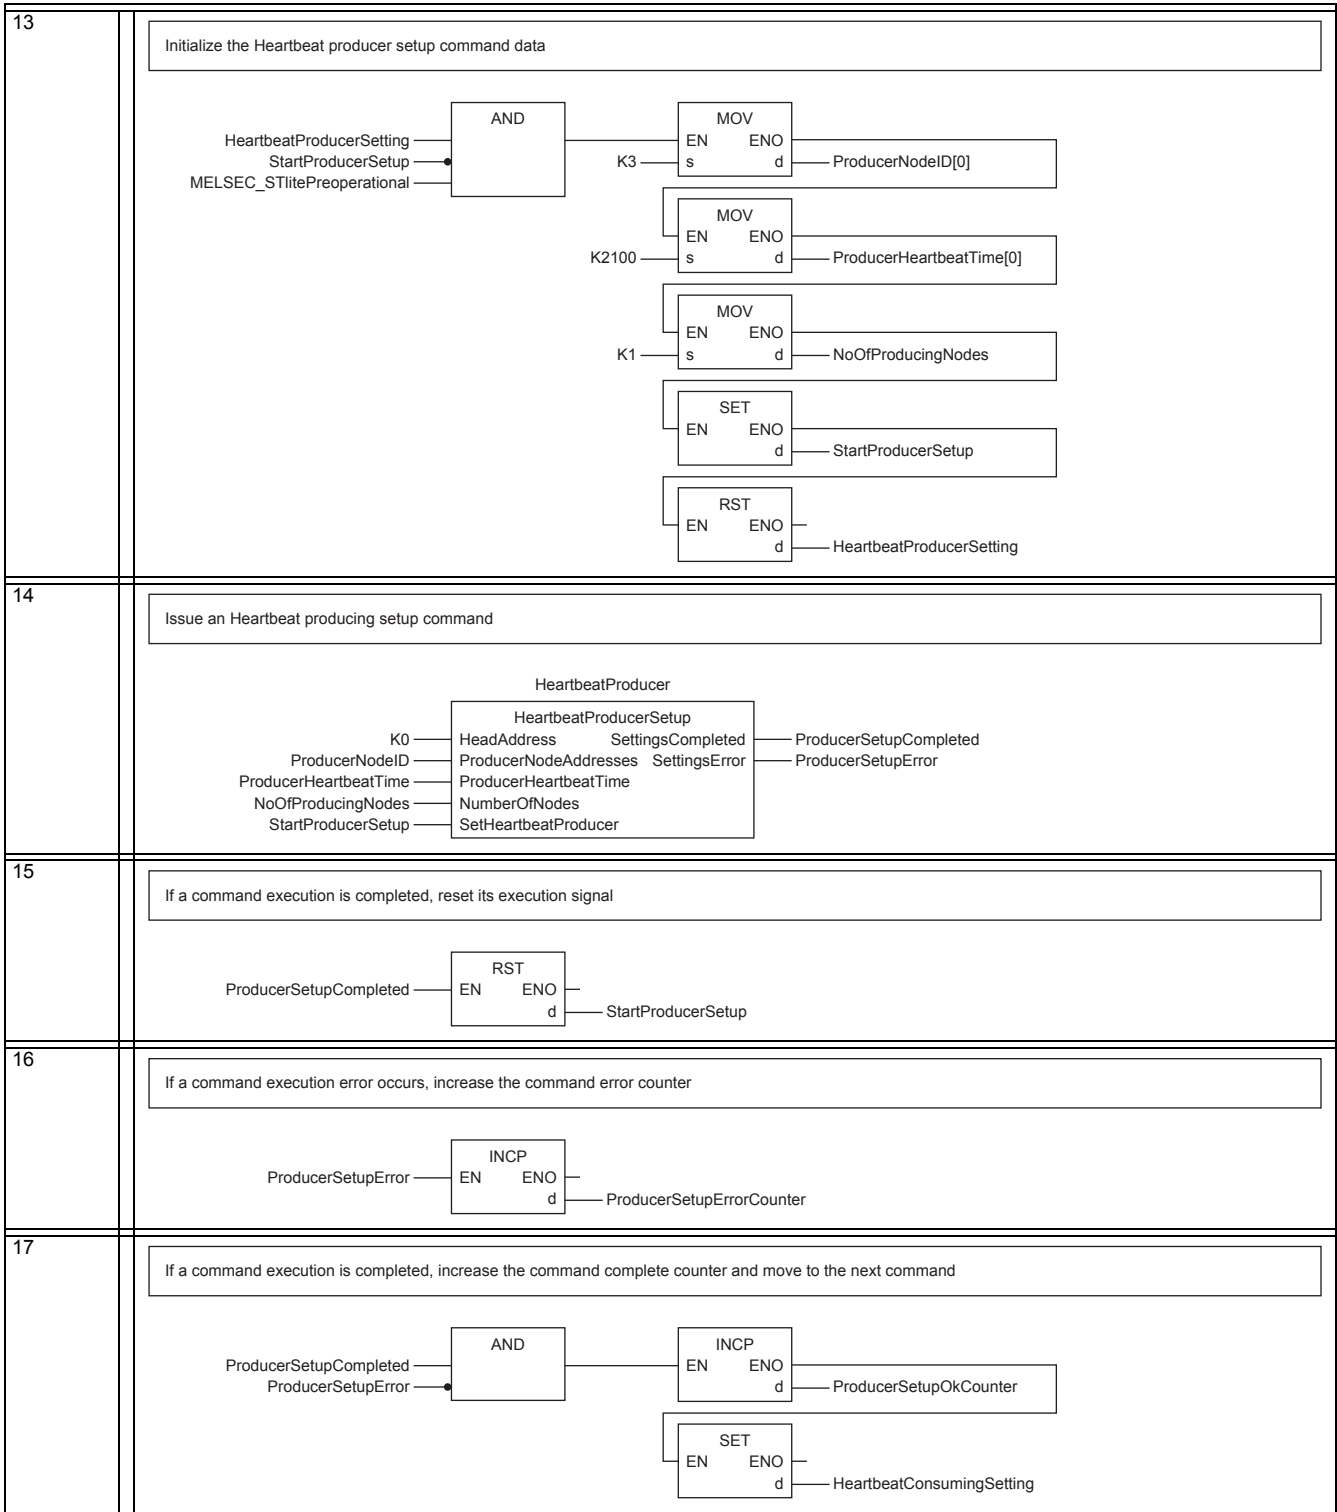 13
Initialize the Heartbeat producer setup command data
AND
MOV
HeartbeatProducerSetting
EN ENO
StartProducerSetup
K3 s d ProducerNodeID[0]
MELSEC_STlitePreoperational
MOV
EN ENO
K2100 s d ProducerHeartbeatTime[0]
MOV
EN ENO
K1 s d NoOfProducingNodes
SET
EN ENO
d StartProducerSetup
RST
EN ENO
d HeartbeatProducerSetting
14
Issue an Heartbeat producing setup command
HeartbeatProducer
HeartbeatProducerSetup
K0 HeadAddress SettingsCompleted ProducerSetupCompleted
ProducerNodeID ProducerNodeAddresses SettingsError ProducerSetupError
ProducerHeartbeatTime ProducerHeartbeatTime
NoOfProducingNodes NumberOfNodes
StartProducerSetup SetHeartbeatProducer
15
If a command execution is completed, reset its execution signal
RST
ProducerSetupCompleted EN ENO
d StartProducerSetup
16
If a command execution error occurs, increase the command error counter
INCP
ProducerSetupError EN ENO
d ProducerSetupErrorCounter
17
If a command execution is completed, increase the command complete counter and move to the next command
AND INCP
ProducerSetupCompleted EN ENO
ProducerSetupError d ProducerSetupOkCounter
SET
EN ENO
d HeartbeatConsumingSetting